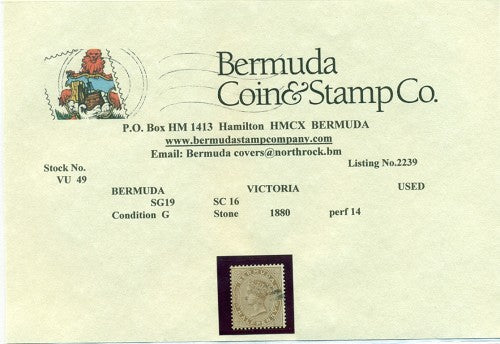 Bermuda
Coin&Stamp Co.
P.O. Box HM 1413 Hamilton HMCX BERMUDA
www.bermudastampcompany.com
Email: Bermuda covers@northrock.bm
Stock No. Listing No.2239
VU 49
BERMUDA VICTORIA USED
SG19 SC 16
Condition G Stone 1880 perf 14
BERMUDA